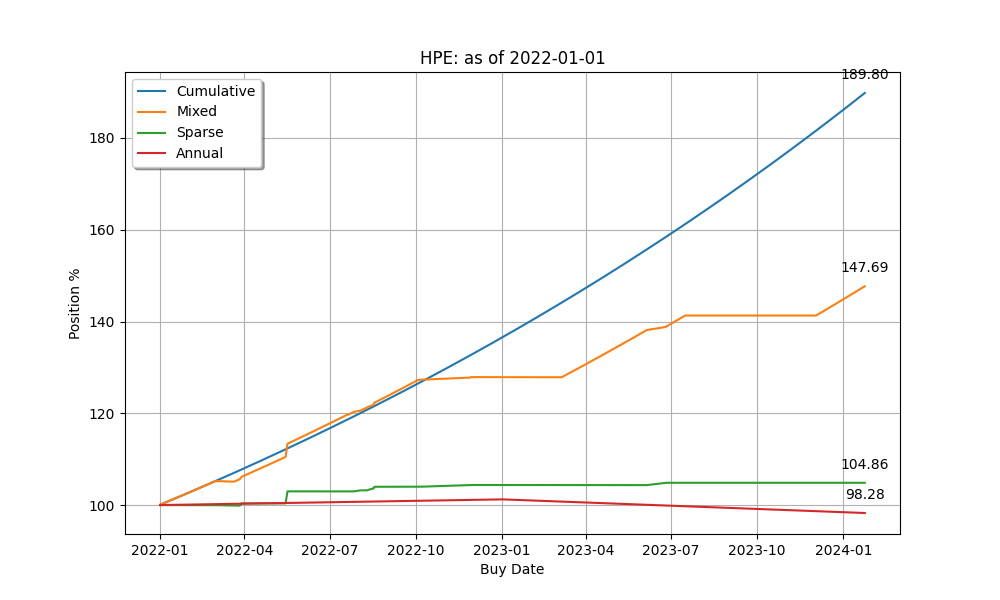 HPE: as of 2022-01-01
Cumulative
Mixed
Sparse
Annual
189.80
147.69
104.86
98.28
180
160
140
120
100
Position %
2022-01 2022-04 2022-07 2022-10 2023-01 2023-04 2023-07 2023-10 2024-01
Buy Date